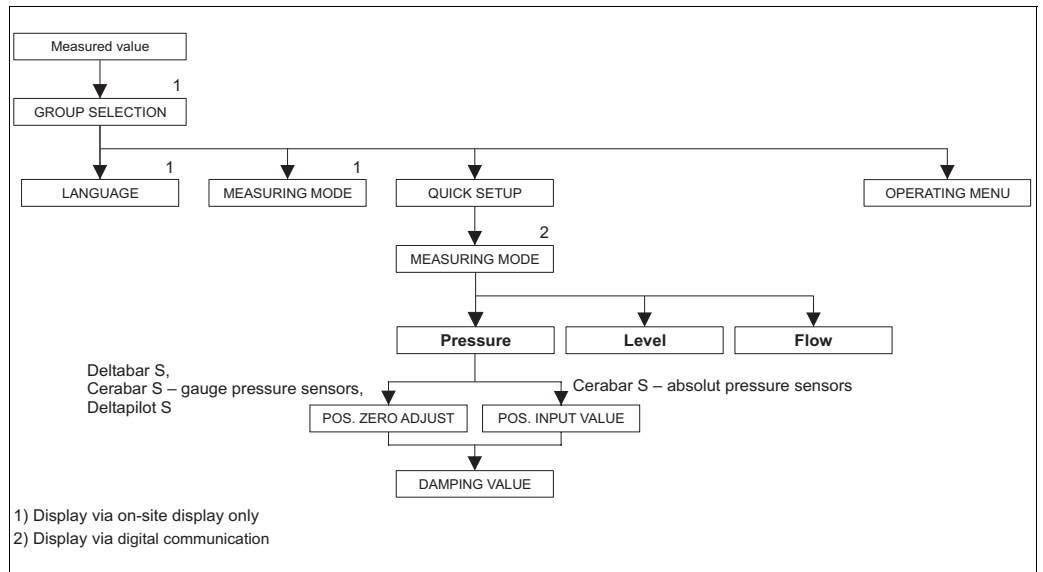 Measured value
1
GROUP SELECTION
1
1
LANGUAGE
MEASURING MODE
QUICK SETUP
OPERATING MENU
2
MEASURING MODE
Pressure
Level
Flow
Deltabar S,
Cerabar S – gauge pressure sensors,
Deltapilot S
Cerabar S – absolut pressure sensors
POS. ZERO ADJUST
POS. INPUT VALUE
DAMPING VALUE
1) Display via on-site display only
2) Display via digital communication